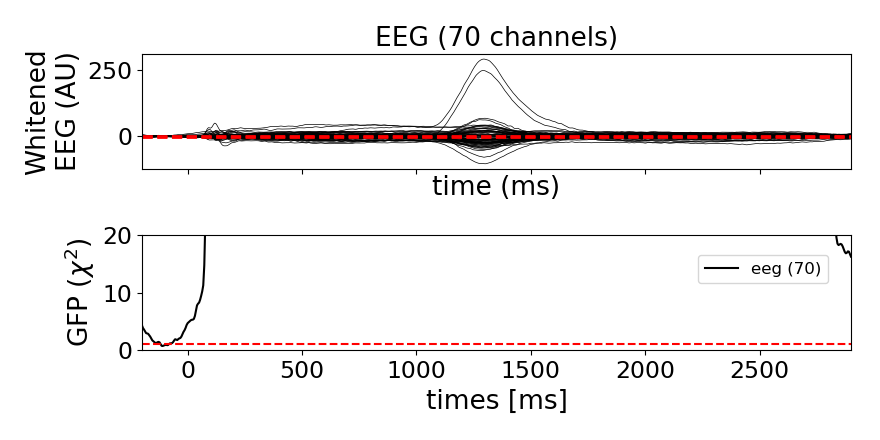 EEG (70 channels)
Whitened
EEG (AU)
250
0
time (ms)
GFP (χ²)
20
10
0
eeg (70)
0 500 1000 1500 2000 2500
times [ms]